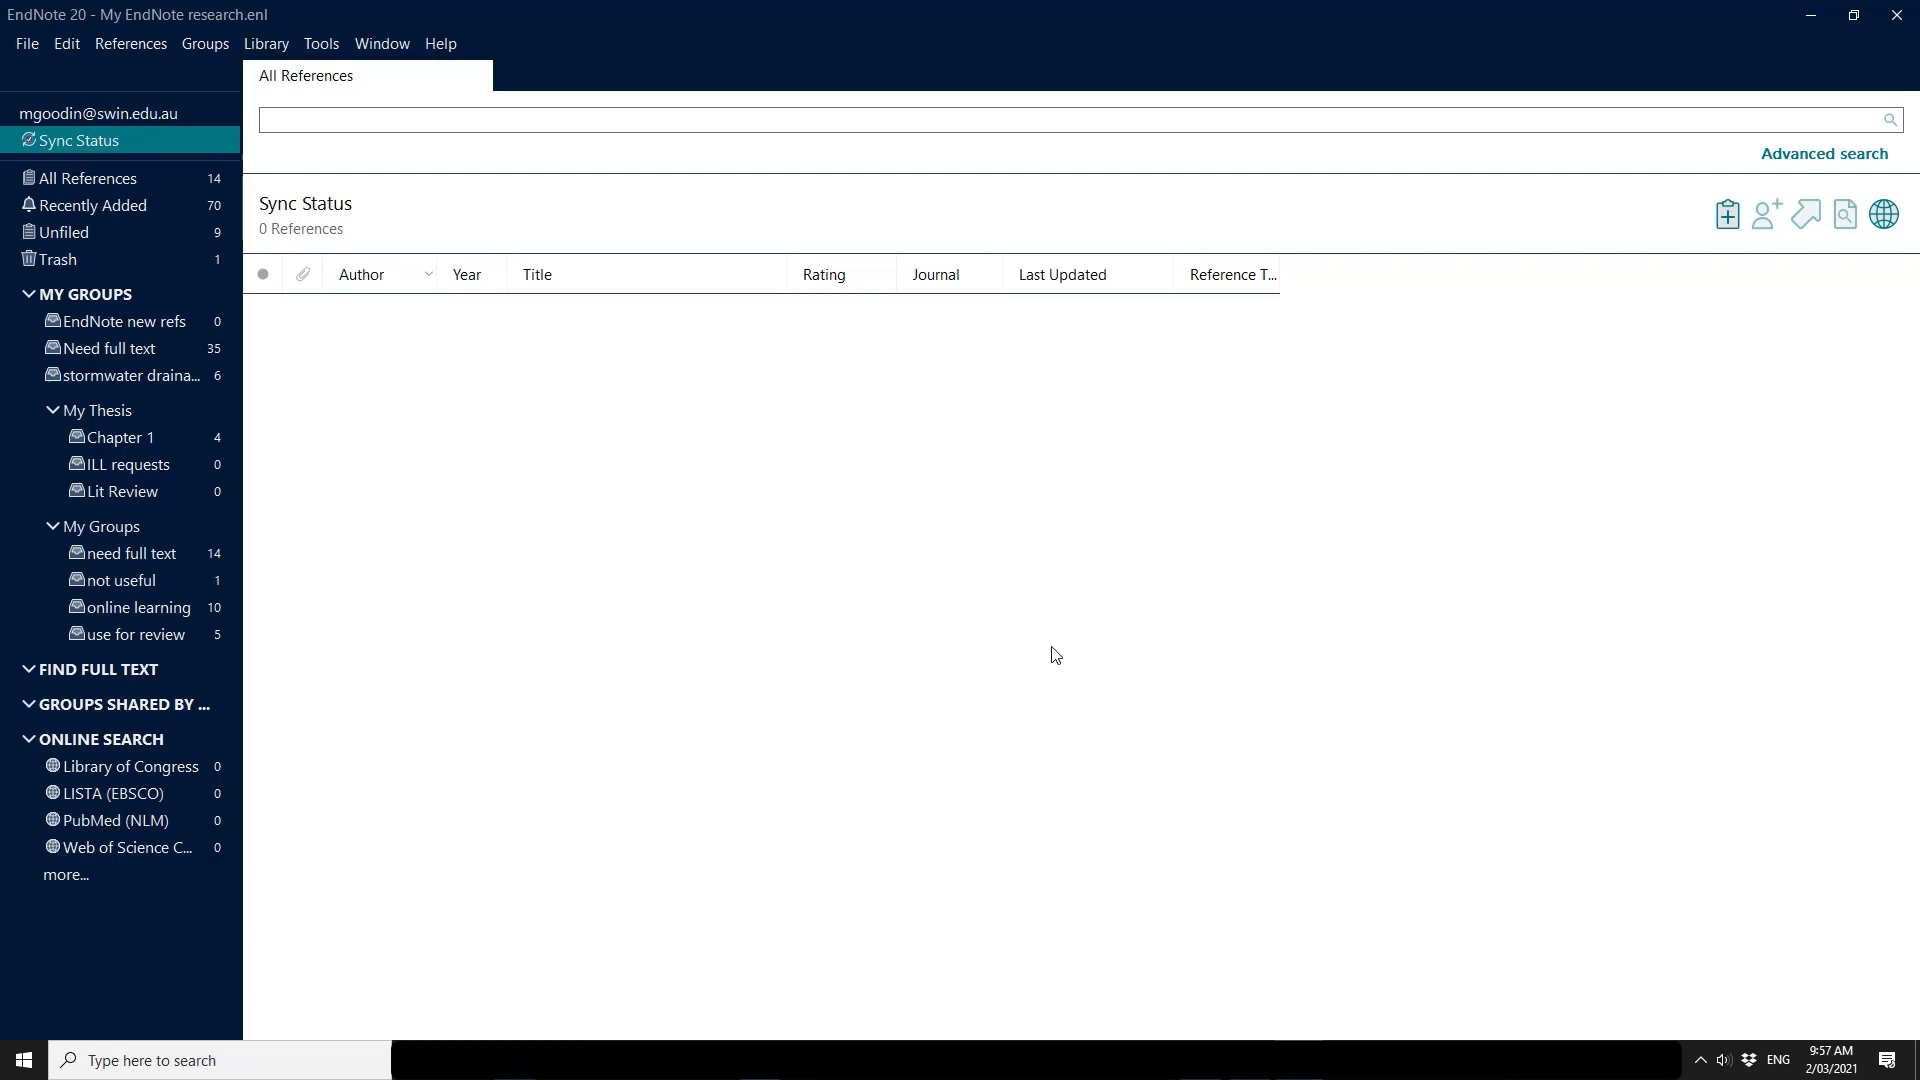 EndNote 20 - My EndNote research.enl
File Edit References Groups Library Tools Window Help
All References
mgoodin@swin.edu.au
Sync Status
Advanced search
All References 14
Recently Added 70
Unfiled 9
Trash 1
MY GROUPS
EndNote new refs 0
Need full text 35
stormwater draina... 6
My Thesis
Chapter 1 4
ILL requests 0
Lit Review 0
My Groups
need full text 14
not useful 1
online learning 10
use for review 5
FIND FULL TEXT
GROUPS SHARED BY ...
ONLINE SEARCH
Library of Congress 0
LISTA (EBSCO) 0
PubMed (NLM) 0
Web of Science C... 0
more...
Sync Status
0 References
Author Year Title Rating Journal Last Updated Reference T...
Type here to search
ENG
9:57 AM
2/03/2021